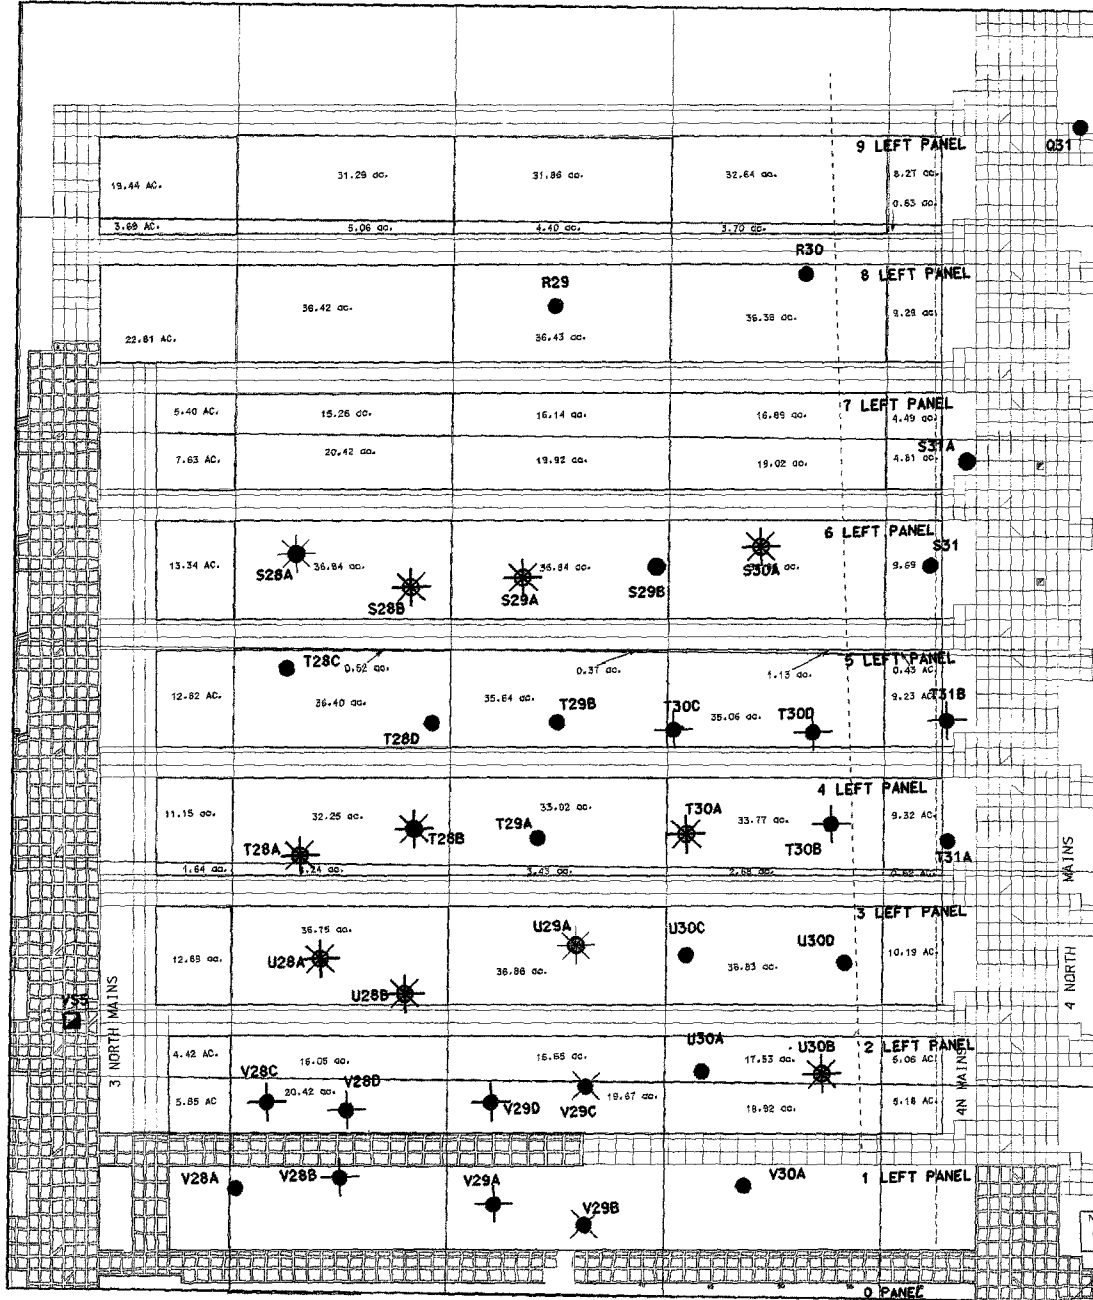 9 LEFT PANEL
Q31
19.44 AC.
31.29 ac.
31.86 ac.
32.64 ac.
8.27 ac.
0.63 ac.
3.69 AC.
5.06 ac.
4.40 ac.
3.70 ac.
R30
8 LEFT PANEL
R29
36.42 ac.
36.43 ac.
36.38 ac.
9.29 ac.
22.81 AC.
7 LEFT PANEL
5.40 AC.
15.26 ac.
16.14 ac.
16.89 ac.
4.49 ac.
S31A
7.63 AC.
20.42 ac.
19.92 ac.
19.02 ac.
4.81 ac.
6 LEFT PANEL
S31
13.34 AC.
S28A
36.84 ac.
S28B
S29A
36.84 ac.
S29B
S30A
9.69
5 LEFT PANEL
T28C
0.52 ac.
0.37 ac.
1.13 ac.
0.43 AC
12.82 AC.
36.40 ac.
35.64 ac.
T29B
T30C
35.06 ac.
T30D
9.23 AC
T31B
T28D
4 LEFT PANEL
11.15 ac.
32.25 ac.
33.02 ac.
T30A
33.77 ac.
9.32 AC.
T28A
T28B
T29A
T30B
T31A
1.64 ac.
3.43 ac.
2.68 ac.
0.62 AC.
3 LEFT PANEL
36.75 ac.
U29A
U30C
U30D
12.69 AC.
U28A
36.86 ac.
36.83 ac.
10.19 AC
U28B
VS5
3 NORTH MAINS
4 NORTH MAINS
2 LEFT PANEL
4.42 AC.
16.05 ac.
16.65 ac.
U30A
17.53 ac.
U30B
5.06 AC
V28C
20.42 ac.
V28D
5.85 AC
V29D
V29C
19.67 ac.
18.92 ac.
5.18 AC
4N MAINS
1 LEFT PANEL
V28A
V28B
V29A
V29B
V30A
0 PANEL